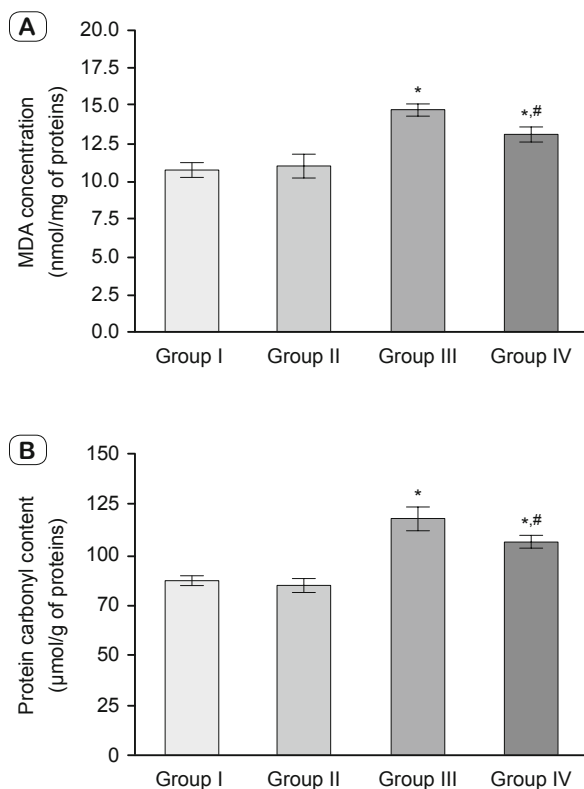 A
MDA concentration
(nmol/mg of proteins)
20.0
17.5
15.0
12.5
10.0
7.5
5.0
2.5
0.0
*
*,#
Group I Group II Group III Group IV
B
Protein carbonyl content
(µmol/g of proteins)
150
125
100
70
50
25
0
*
*,#
Group I Group II Group III Group IV